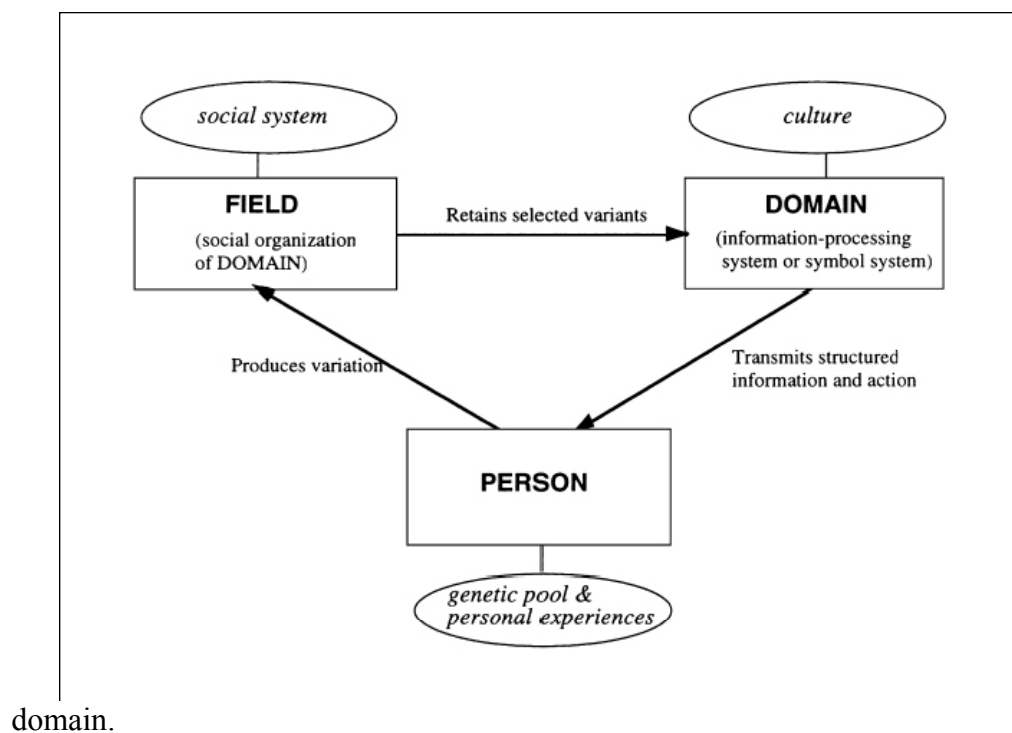 social system
culture
FIELD
(social organization
of DOMAIN)
Retains selected variants
DOMAIN
(information-processing
system or symbol system)
Produces variation
Transmits structured
information and action
PERSON
genetic pool &
personal experiences
domain.